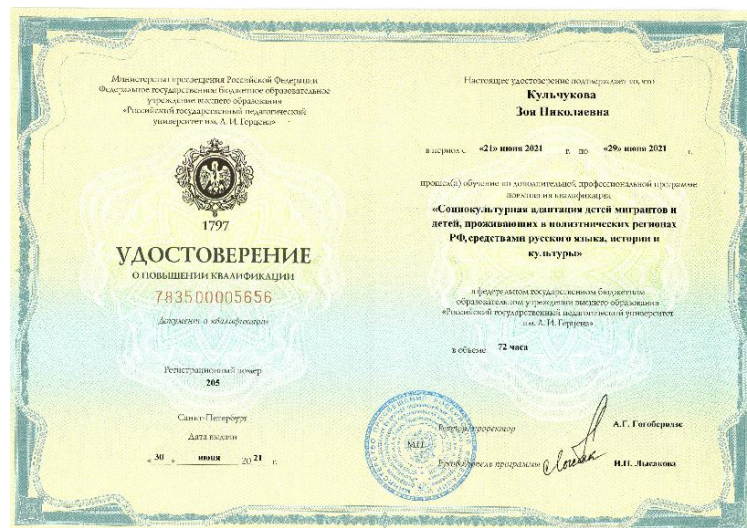 Министерство просвещения Российской Федерации
Федеральное государственное бюджетное образовательное
учреждение высшего образования
«Российский государственный педагогический
университет им. А. И. Герцена»
1797
УДОСТОВЕРЕНИЕ
О ПОВЫШЕНИИ КВАЛИФИКАЦИИ
783500005656
Документ о квалификации
Регистрационный номер
205
Санкт-Петербург
Дата выдачи
« 30 » июня 20 21 г.
Настоящее удостоверение подтверждает то, что
Кульчукова
Зоя Николаевна
в период с «21» июня 2021 г. по «29» июня 2021 г.
прошел(а) обучение по дополнительной профессиональной программе
повышения квалификации
«Социокультурная адаптация детей мигрантов и
детей, проживающих в полиэтнических регионах
РФ, средствами русского языка, истории и
культуры»
в федеральном государственном бюджетном
образовательном учреждении высшего образования
«Российский государственный педагогический университет
им. А. И. Герцена»
в объеме 72 часа
М.П.
Ректор/проректор А.Г. Гогоберидзе
Руководитель программы И.П. Лысакова